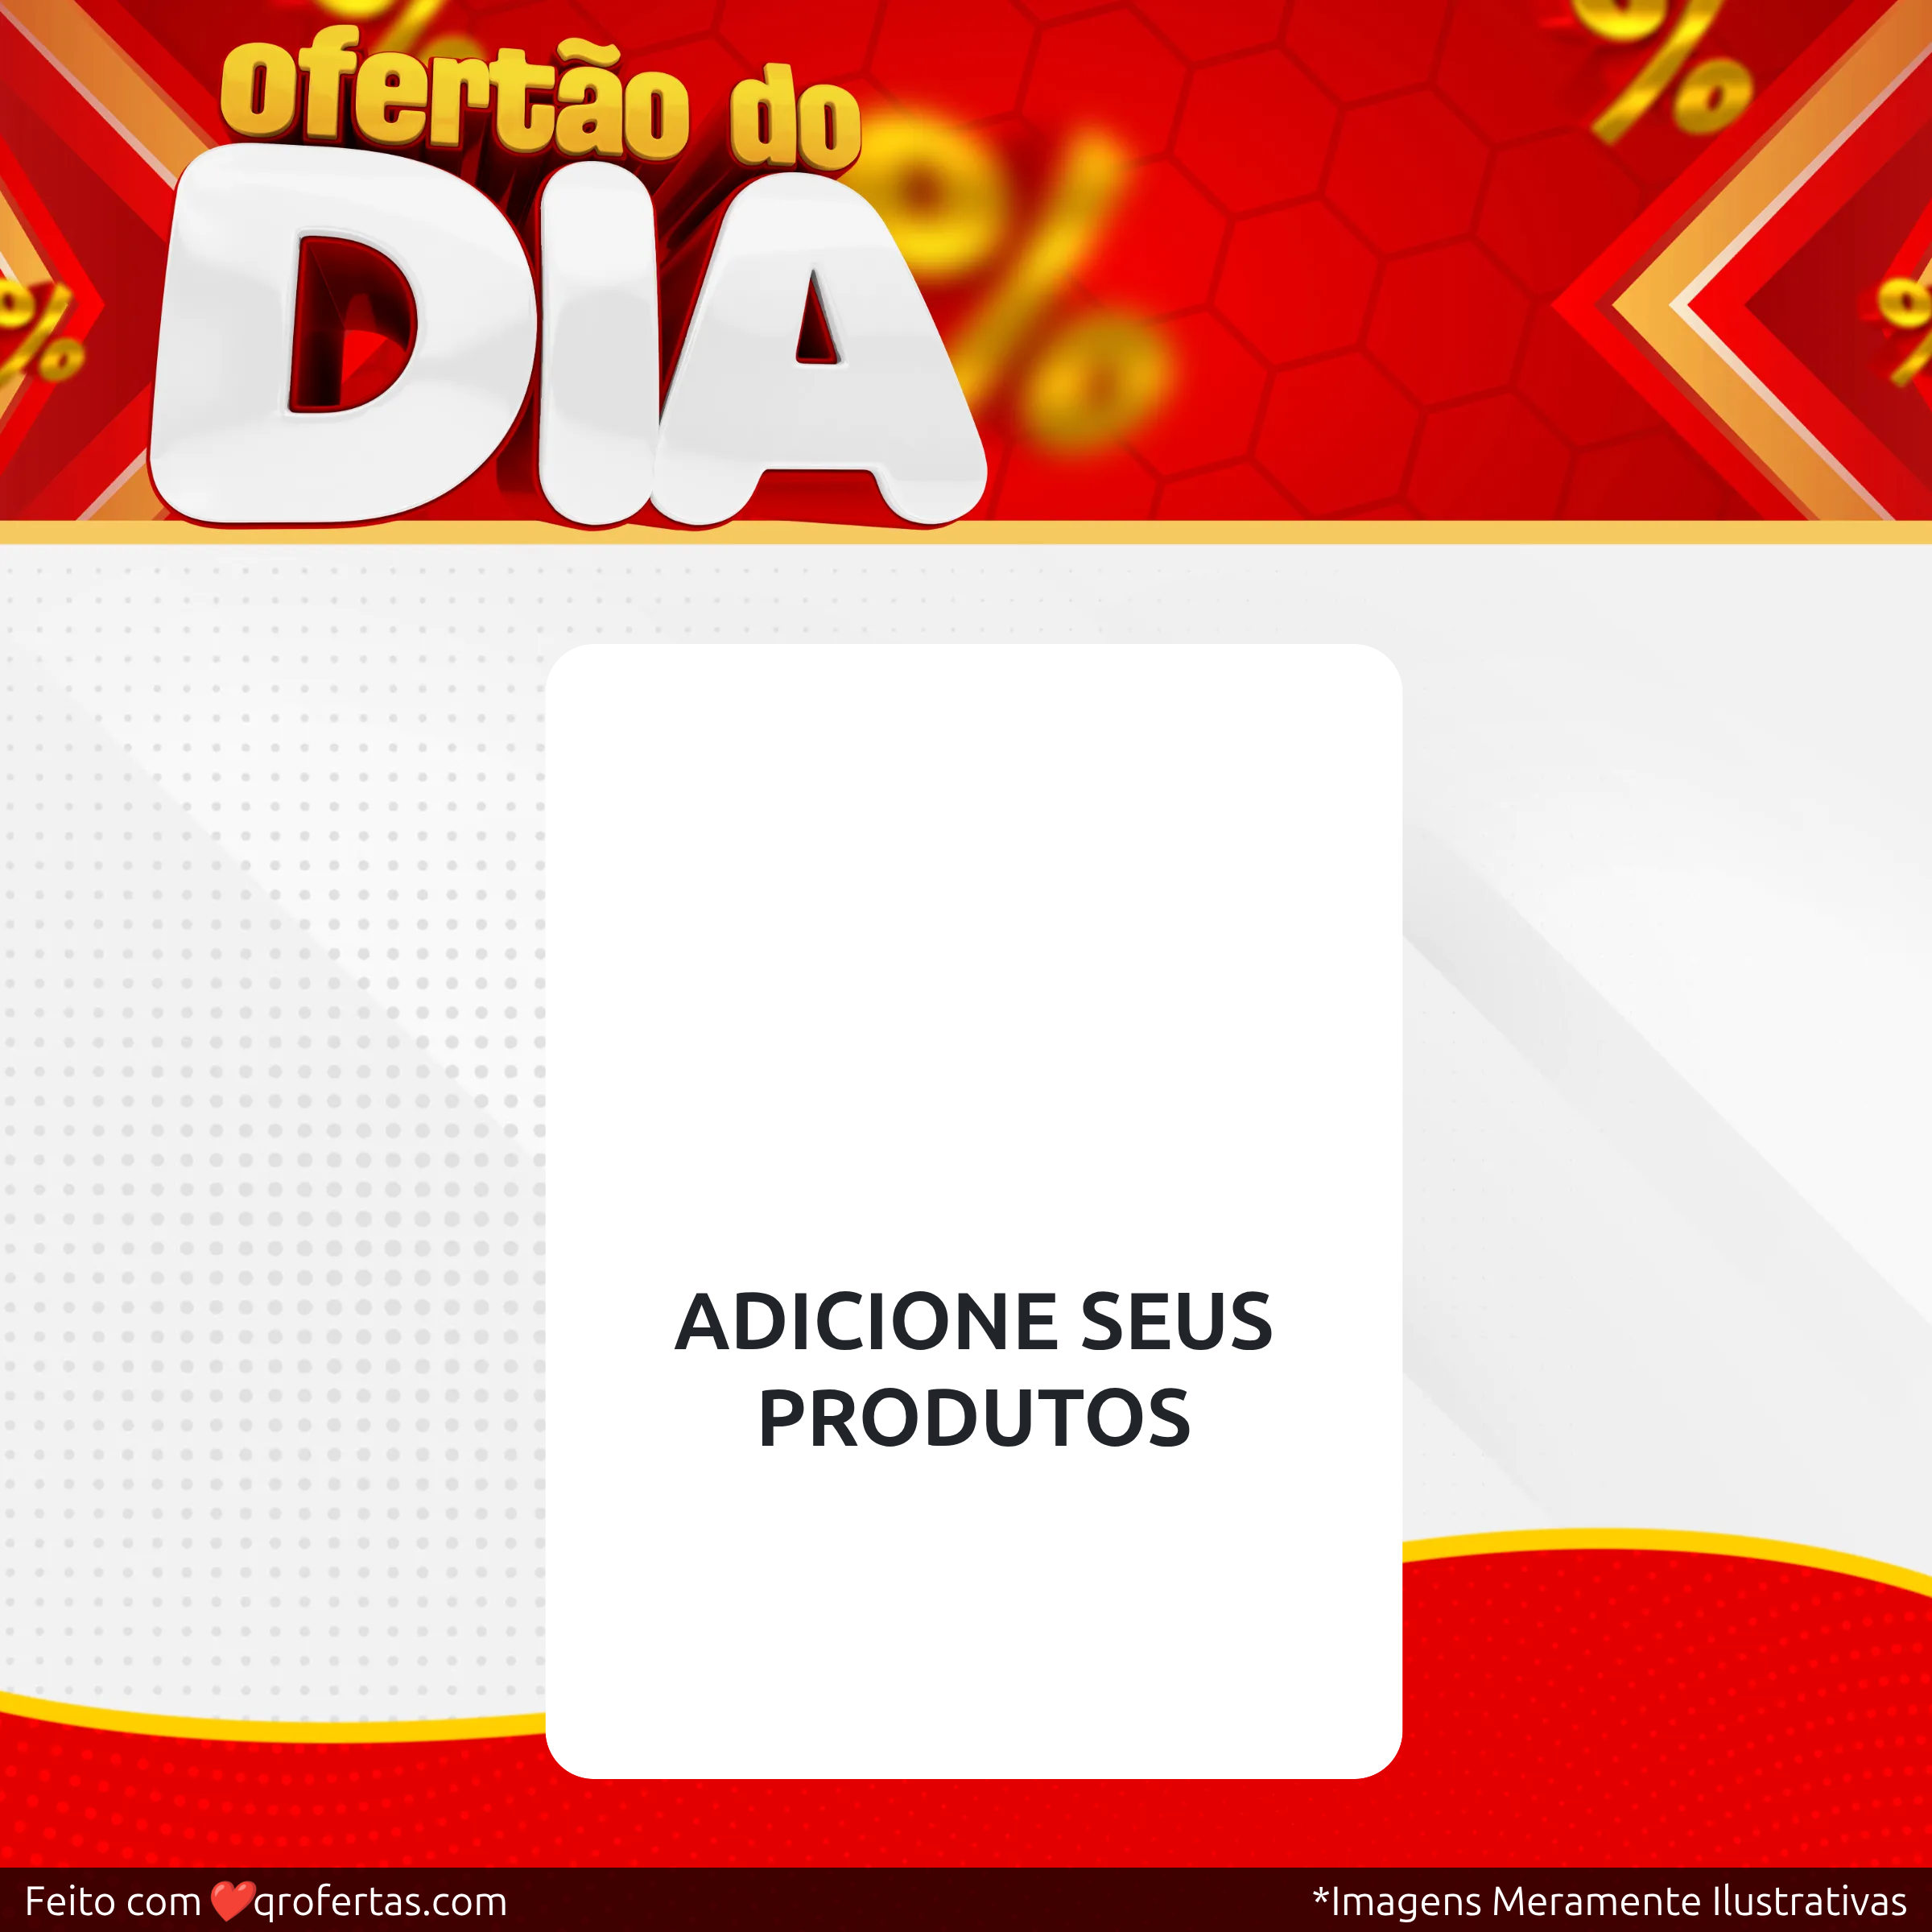 ofertão do
DIA
ADICIONE SEUS
PRODUTOS
Feito com ❤️qrofertas.com
*Imagens Meramente Ilustrativas